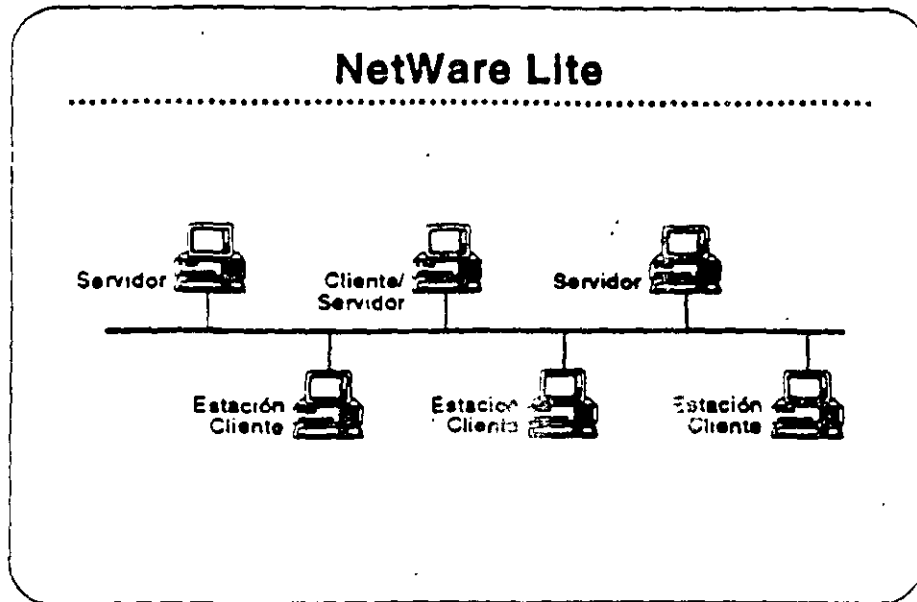 NetWare Lite
Servidor
Cliente/
Servidor
Servidor
Estación
Cliente
Estación
Cliente
Estación
Cliente